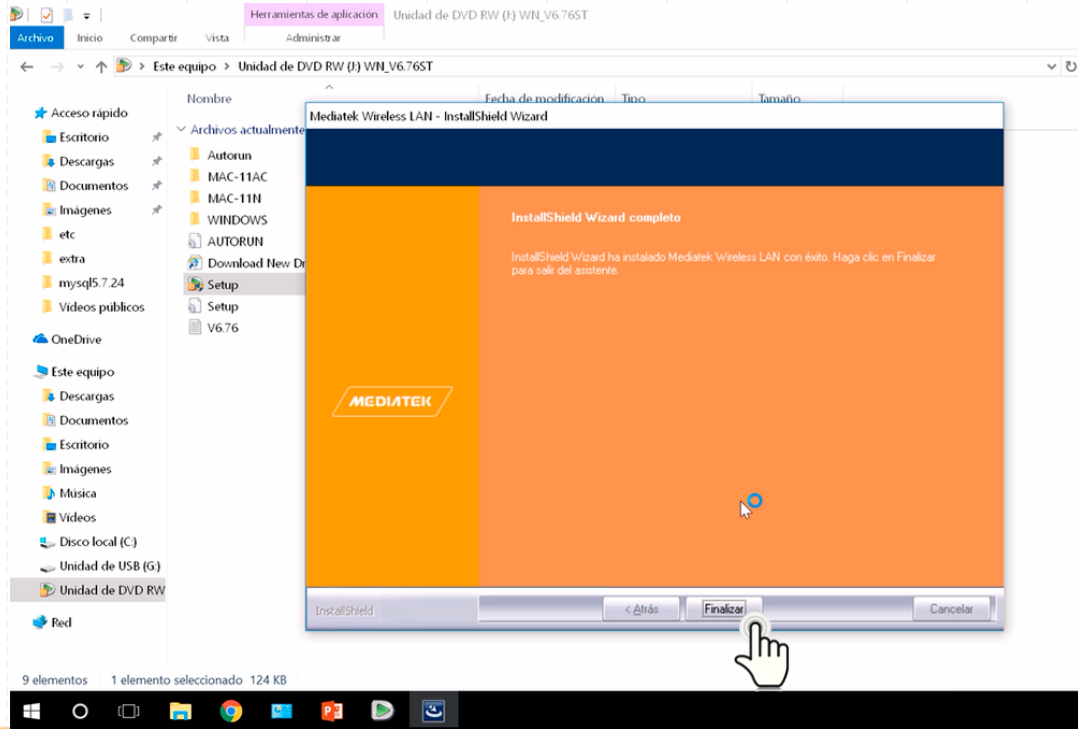 Herramientas de aplicación Unidad de DVD RW (J:) WN_V6.76ST
Archivo Inicio Compartir Vista Administrar
Este equipo > Unidad de DVD RW (J:) WN_V6.76ST
Nombre Fecha de modificación Tipo Tamaño
Acceso rápido
Escritorio
Descargas
Documentos
Imágenes
etc
extra
mysql5.7.24
Vídeos públicos
OneDrive
Este equipo
Descargas
Documentos
Escritorio
Imágenes
Música
Vídeos
Disco local (C:)
Unidad de USB (G:)
Unidad de DVD RW
Red
Archivos actualmente
Autorun
MAC-11AC
MAC-11N
WINDOWS
AUTORUN
Download New Dr
Setup
Setup
V6.76
Mediatek Wireless LAN - InstallShield Wizard
InstallShield Wizard completo
InstallShield Wizard ha instalado Mediatek Wireless LAN con éxito. Haga clic en Finalizar
para salir del asistente.
MEDIATEK
InstallShield
< Atrás Finalizar Cancelar
9 elementos 1 elemento seleccionado 124 KB